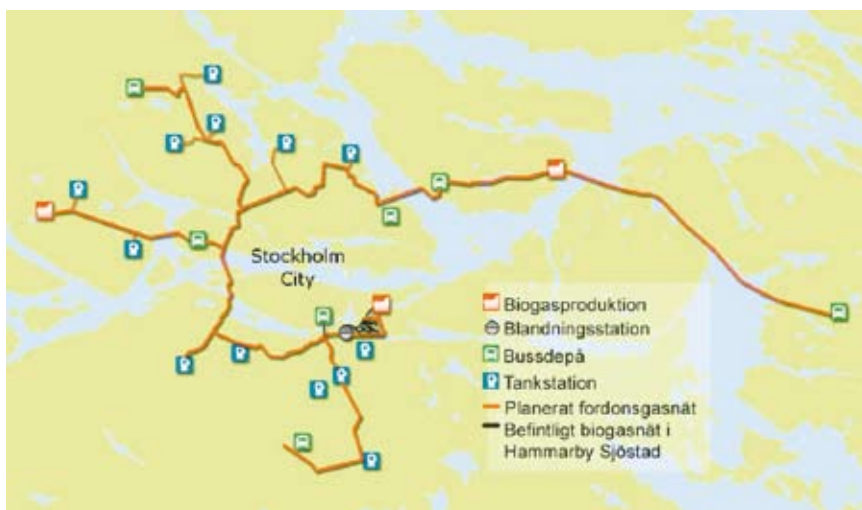 Stockholm
City
Biogasproduktion
Blandningsstation
Bussdepå
Tankstation
Planerat fordonsgasnät
Befintligt biogasnät i
Hammarby Sjöstad